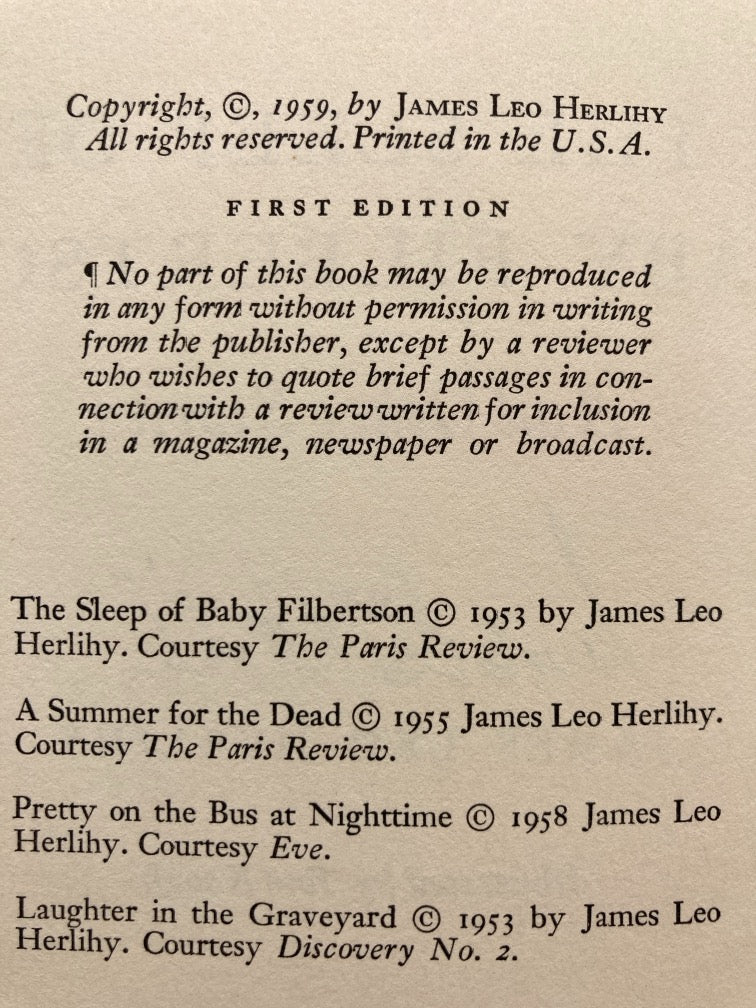 Copyright, ©, 1959, by James Leo Herlihy
All rights reserved. Printed in the U.S.A.
FIRST EDITION
¶ No part of this book may be reproduced
in any form without permission in writing
from the publisher, except by a reviewer
who wishes to quote brief passages in con-
nection with a review written for inclusion
in a magazine, newspaper or broadcast.
The Sleep of Baby Filbertson © 1953 by James Leo
Herlihy. Courtesy The Paris Review.
A Summer for the Dead © 1955 James Leo Herlihy.
Courtesy The Paris Review.
Pretty on the Bus at Nighttime © 1958 James Leo
Herlihy. Courtesy Eve.
Laughter in the Graveyard © 1953 by James Leo
Herlihy. Courtesy Discovery No. 2.